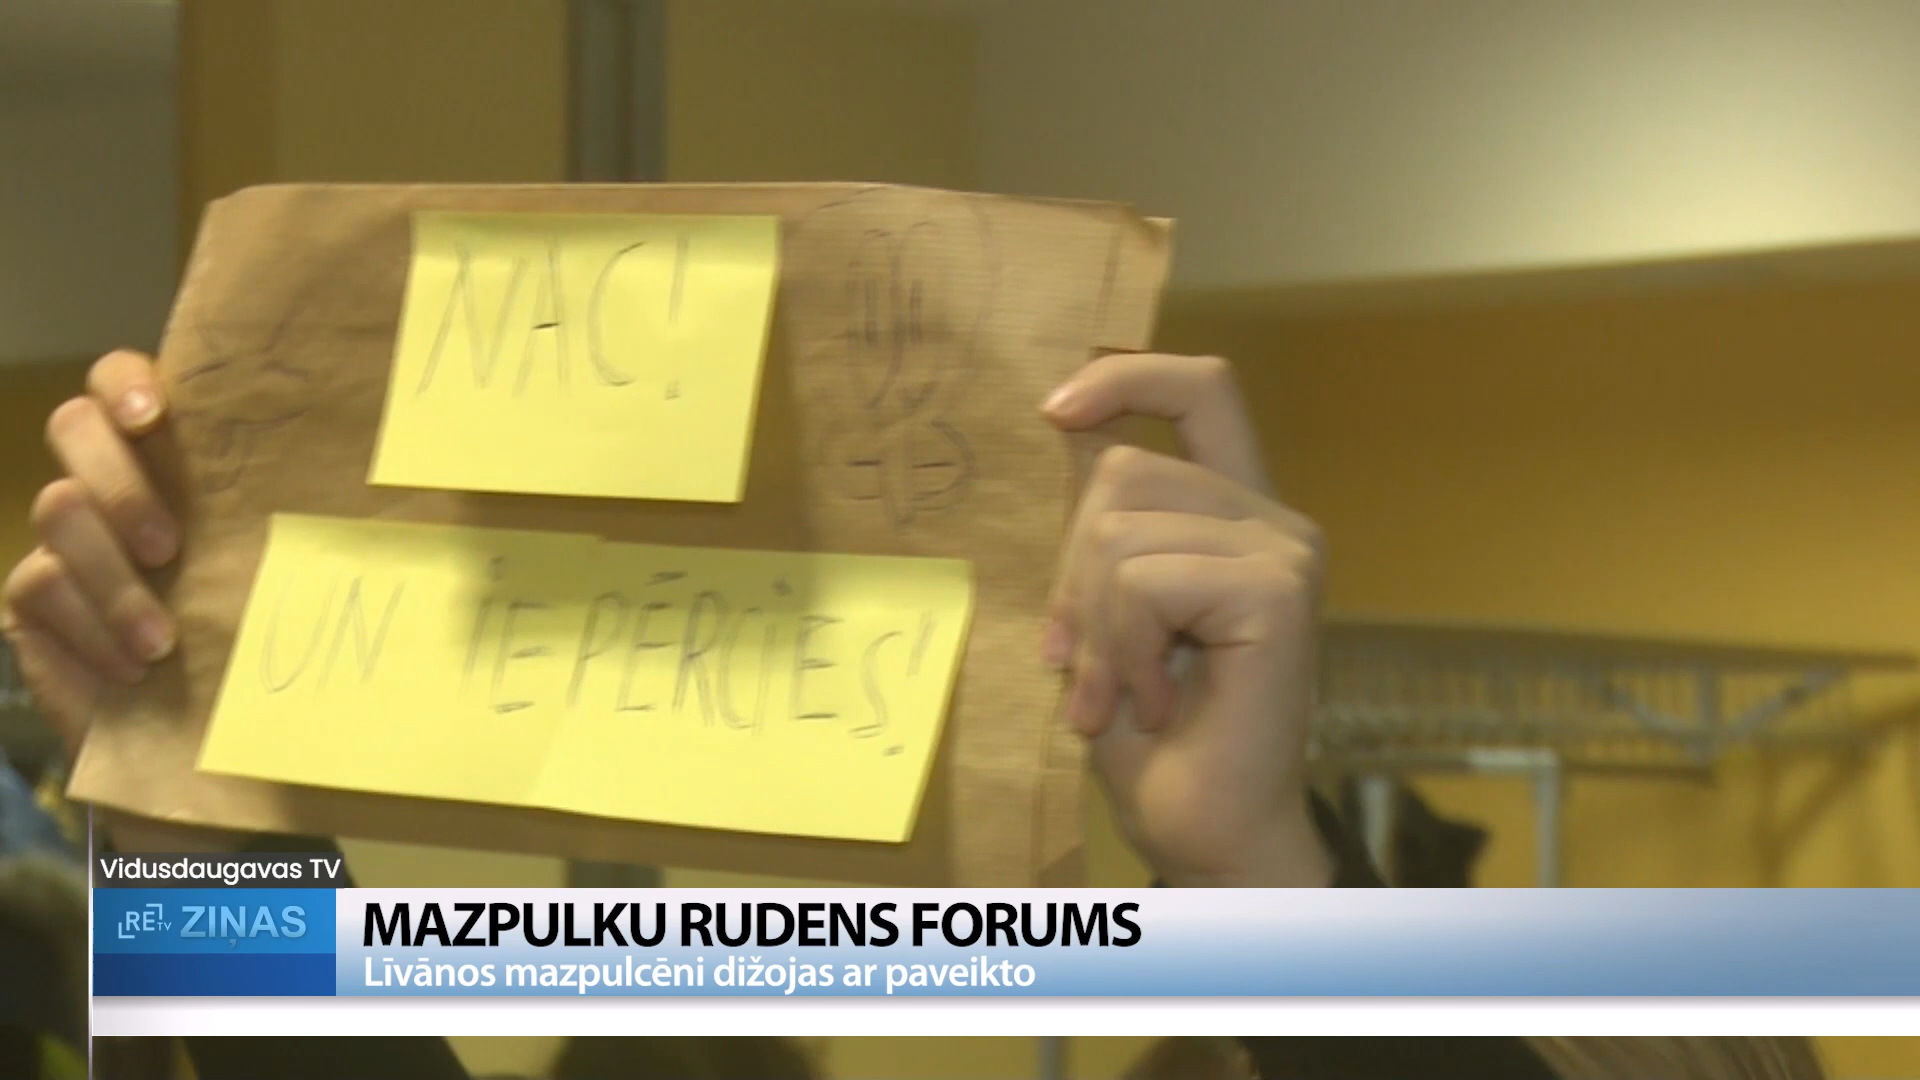 NĀC!
UN IEPĒRCIES!
Vidusdaugavas TV
RE TV ZIŅAS
MAZPULKU RUDENS FORUMS
Līvānos mazpulcēni dižojas ar paveikto